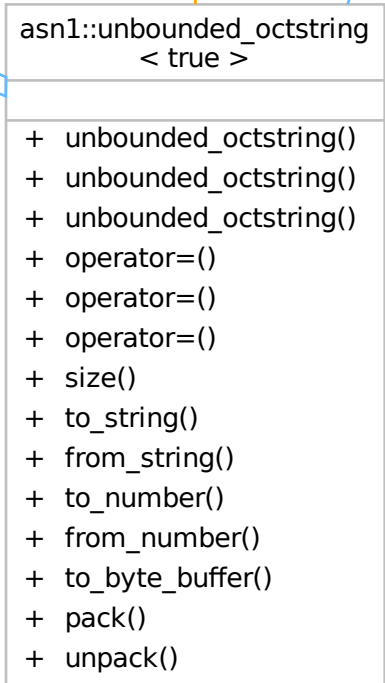 asn1::unbounded_octstring
< true >
+ unbounded_octstring()
+ unbounded_octstring()
+ unbounded_octstring()
+ operator=()
+ operator=()
+ operator=()
+ size()
+ to_string()
+ from_string()
+ to_number()
+ from_number()
+ to_byte_buffer()
+ pack()
+ unpack()